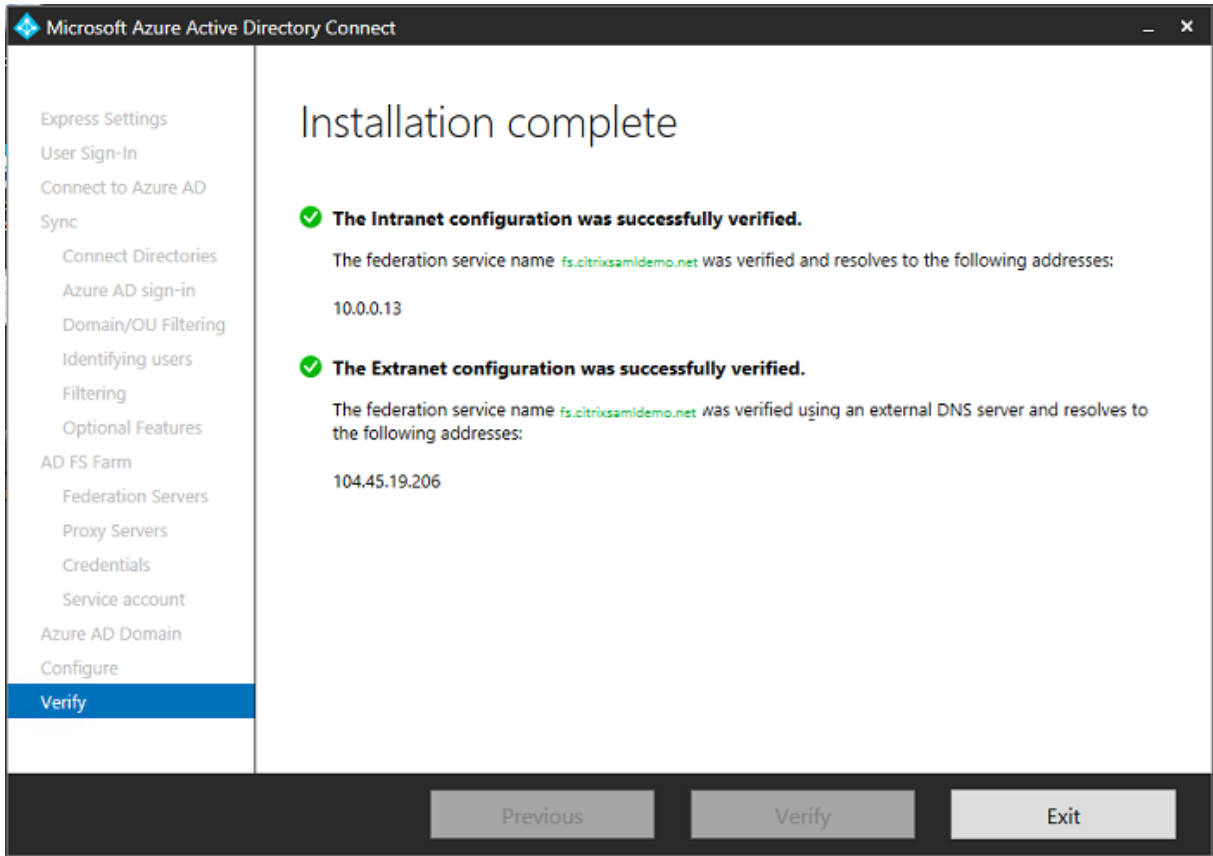 Microsoft Azure Active Directory Connect
Express Settings
User Sign-In
Connect to Azure AD
Sync
Connect Directories
Azure AD sign-in
Domain/OU Filtering
Identifying users
Filtering
Optional Features
AD FS Farm
Federation Servers
Proxy Servers
Credentials
Service account
Azure AD Domain
Configure
Verify
Installation complete
The Intranet configuration was successfully verified.
The federation service name fs.citrixsamldemo.net was verified and resolves to the following addresses:
10.0.0.13
The Extranet configuration was successfully verified.
The federation service name fs.citrixsamldemo.net was verified using an external DNS server and resolves to
the following addresses:
104.45.19.206
Previous
Verify
Exit